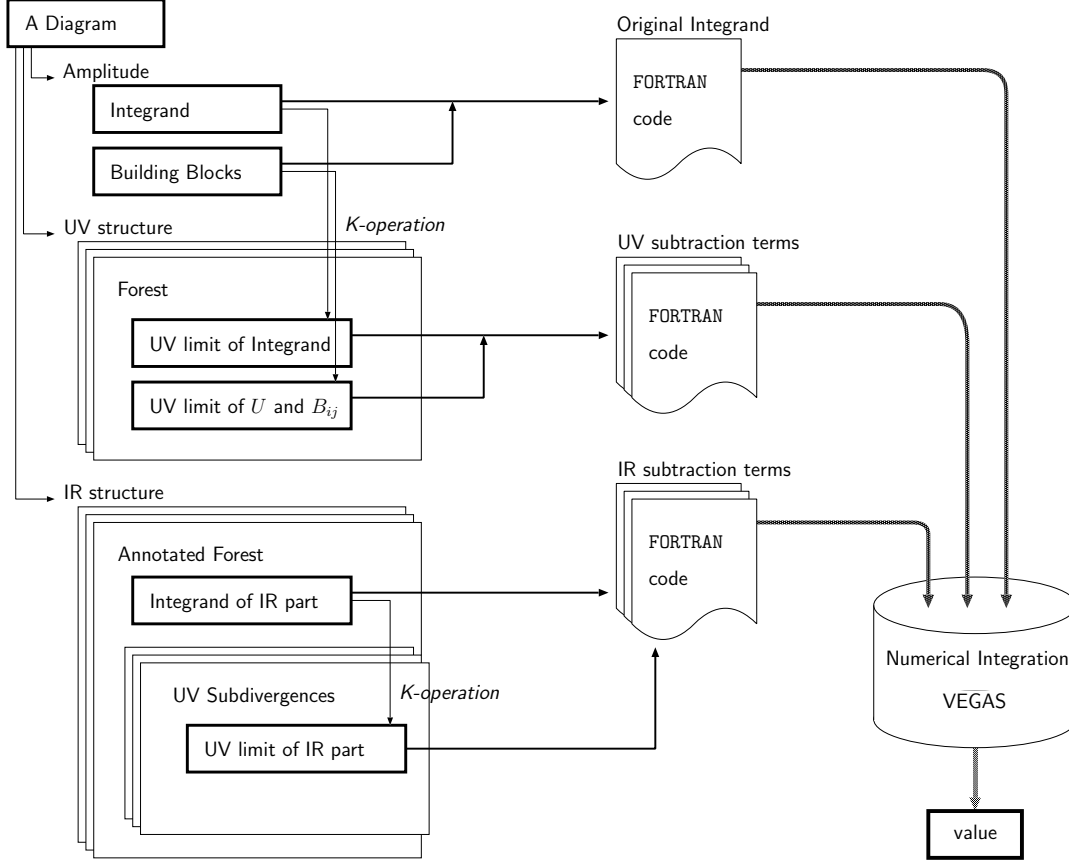 A Diagram
Amplitude
Integrand
Building Blocks
Original Integrand
FORTRAN
code
K-operation
UV structure
Forest
UV limit of Integrand
UV limit of U and B_{ij}
UV subtraction terms
FORTRAN
code
IR structure
Annotated Forest
Integrand of IR part
UV Subdivergences
K-operation
UV limit of IR part
IR subtraction terms
FORTRAN
code
Numerical Integration
VEGAS
value